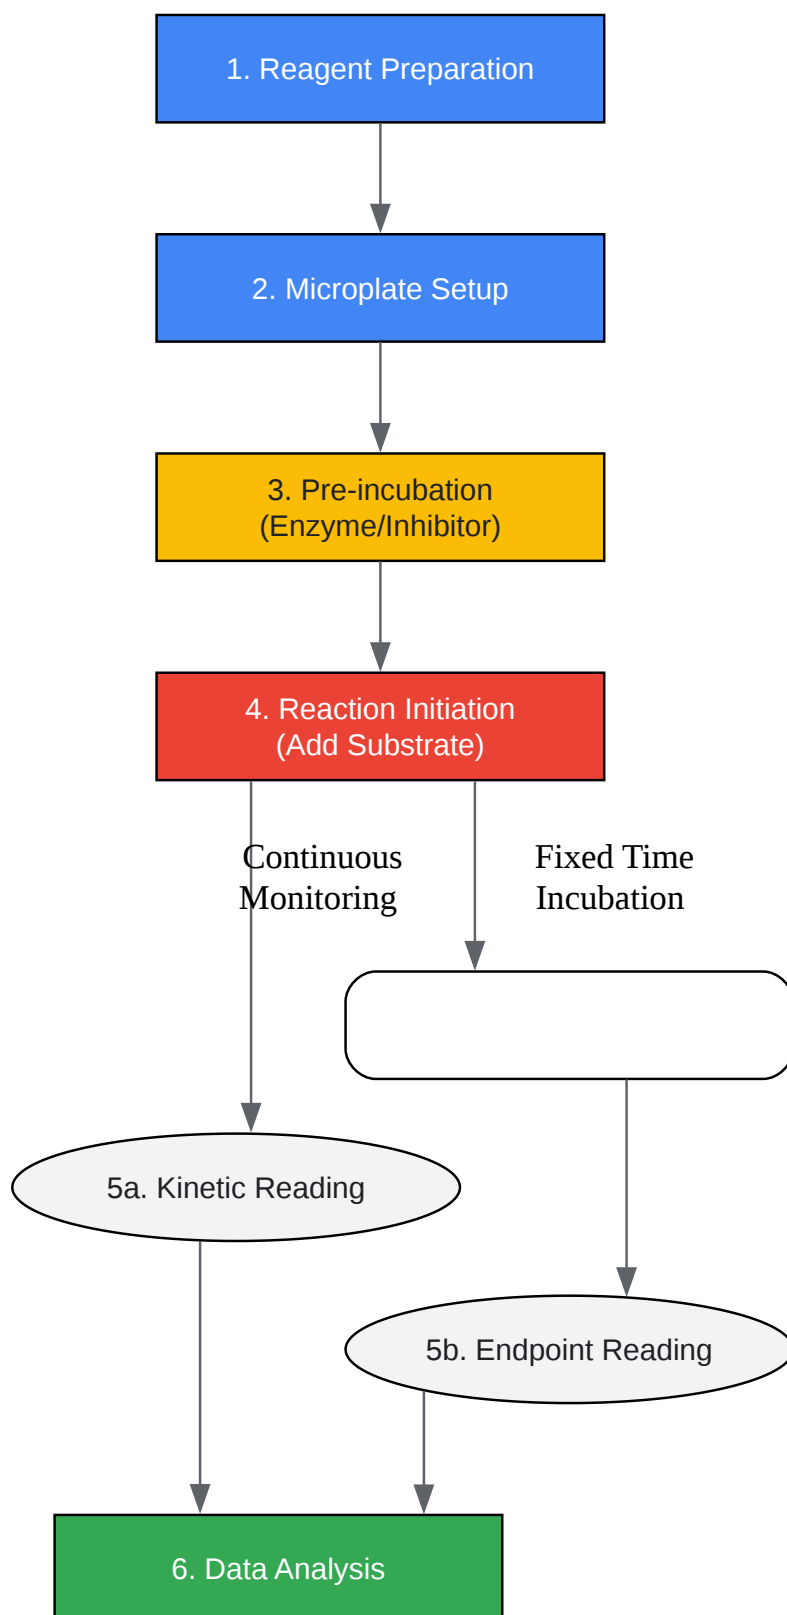 1. Reagent Preparation
2. Microplate Setup
3. Pre-incubation
(Enzyme/Inhibitor)
4. Reaction Initiation
(Add Substrate)
Continuous
Monitoring
Fixed Time
Incubation
5a. Kinetic Reading
5b. Endpoint Reading
6. Data Analysis